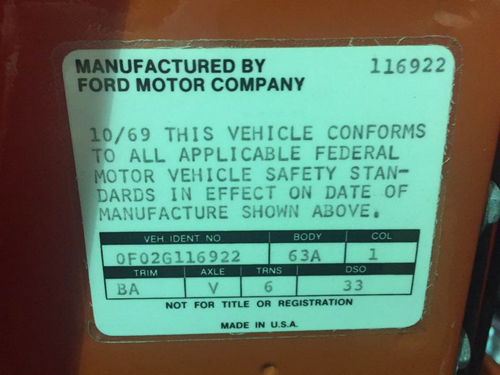 MANUFACTURED BY 116922
FORD MOTOR COMPANY
10/69 THIS VEHICLE CONFORMS
TO ALL APPLICABLE FEDERAL
MOTOR VEHICLE SAFETY STAN-
DARDS IN EFFECT ON DATE OF
MANUFACTURE SHOWN ABOVE.
VEH IDENT NO BODY COL
0F02G116922 63A 1
TRIM AXLE TRNS DSO
BA V 6 33
NOT FOR TITLE OR REGISTRATION
MADE IN U.S.A.